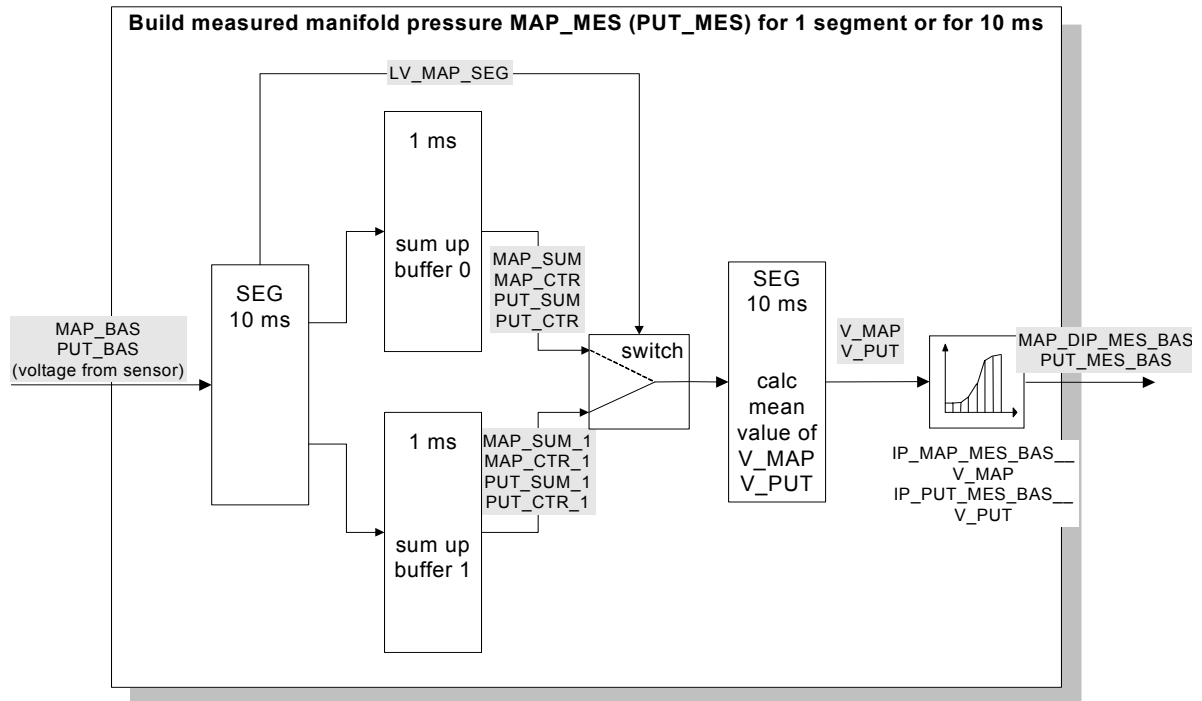 Build measured manifold pressure MAP_MES (PUT_MES) for 1 segment or for 10 ms
LV_MAP_SEG
MAP_BAS
PUT_BAS
(voltage from sensor)
SEG
10 ms
1 ms
sum up
buffer 0
MAP_SUM
MAP_CTR
PUT_SUM
PUT_CTR
1 ms
sum up
buffer 1
MAP_SUM_1
MAP_CTR_1
PUT_SUM_1
PUT_CTR_1
switch
SEG
10 ms
calc
mean
value of
V_MAP
V_PUT
V_MAP
V_PUT
IP_MAP_MES_BAS__
V_MAP
IP_PUT_MES_BAS__
V_PUT
MAP_DIP_MES_BAS
PUT_MES_BAS